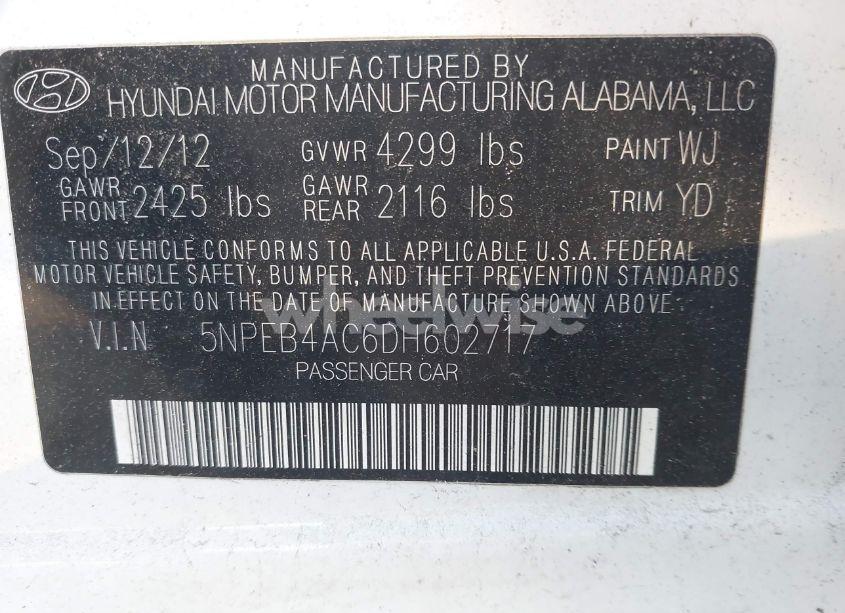 MANUFACTURED BY
HYUNDAI MOTOR MANUFACTURING ALABAMA, LLC
Sep/12/12 GVWR 4299 lbs PAINT WJ
GAWR FRONT 2425 lbs GAWR REAR 2116 lbs TRIM YD
THIS VEHICLE CONFORMS TO ALL APPLICABLE U.S.A. FEDERAL
MOTOR VEHICLE SAFETY, BUMPER, AND THEFT PREVENTION STANDARDS
IN EFFECT ON THE DATE OF MANUFACTURE SHOWN ABOVE.
wheelwise
V.I.N 5NPEB4AC6DH602717
PASSENGER CAR